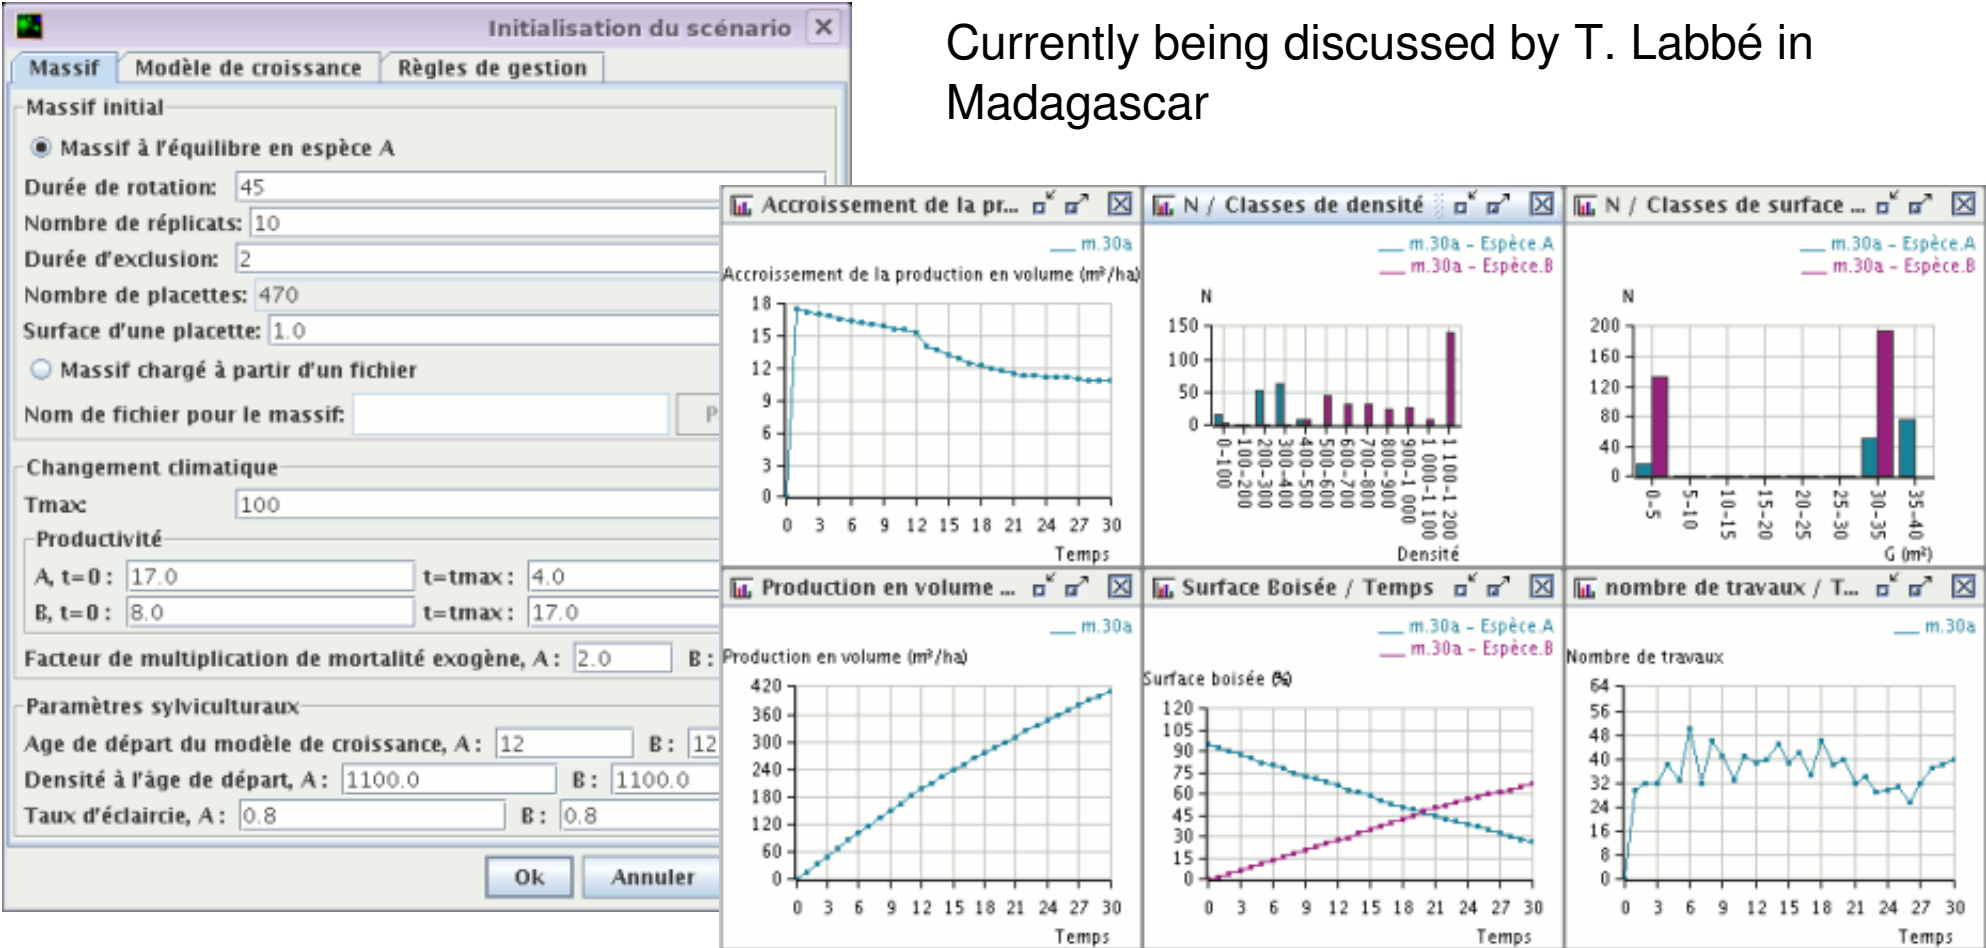 Initialisation du scénario
Massif
Modèle de croissance
Règles de gestion
Massif initial
Massif à l'équilibre en espèce A
Durée de rotation: 45
Nombre de réplicats: 10
Durée d'exclusion: 2
Nombre de placettes: 470
Surface d'une placette: 1.0
Massif chargé à partir d'un fichier
Nom de fichier pour le massif:
P
Changement climatique
Tmax: 100
Productivité
A, t=0 : 17.0 t=tmax : 4.0
B, t=0 : 8.0 t=tmax : 17.0
Facteur de multiplication de mortalité exogène, A : 2.0 B :
Paramètres sylviculturaux
Age de départ du modèle de croissance, A : 12 B : 12
Densité à l'âge de départ, A : 1100.0 B : 1100.0
Taux d'éclaircie, A : 0.8 B : 0.8
Ok
Annuler
Currently being discussed by T. Labbé in
Madagascar
Accroissement de la pr...
m.30a
Accroissement de la production en volume (m³/ha)
18
15
12
9
6
3
0
0 3 6 9 12 15 18 21 24 27 30
Temps
N / Classes de densité
m.30a - Espèce.A
m.30a - Espèce.B
N
150
100
50
0
0-100 100-200 200-300 300-400 400-500 500-600 600-700 700-800 800-900 900-1 000 1 000-1 100 1 100-1 200
Densité
N / Classes de surface ...
m.30a - Espèce.A
m.30a - Espèce.B
N
200
160
120
80
40
0
0-5 5-10 10-15 15-20 20-25 25-30 30-35 35-40
G (m²)
Production en volume ...
m.30a
Production en volume (m³/ha)
420
360
300
240
180
120
60
0
0 3 6 9 12 15 18 21 24 27 30
Temps
Surface Boisée / Temps
m.30a - Espèce.A
m.30a - Espèce.B
Surface boisée (%)
120
105
90
75
60
45
30
15
0
0 3 6 9 12 15 18 21 24 27 30
Temps
nombre de travaux / T...
m.30a
Nombre de travaux
64
56
48
40
32
24
16
8
0
0 3 6 9 12 15 18 21 24 27 30
Temps